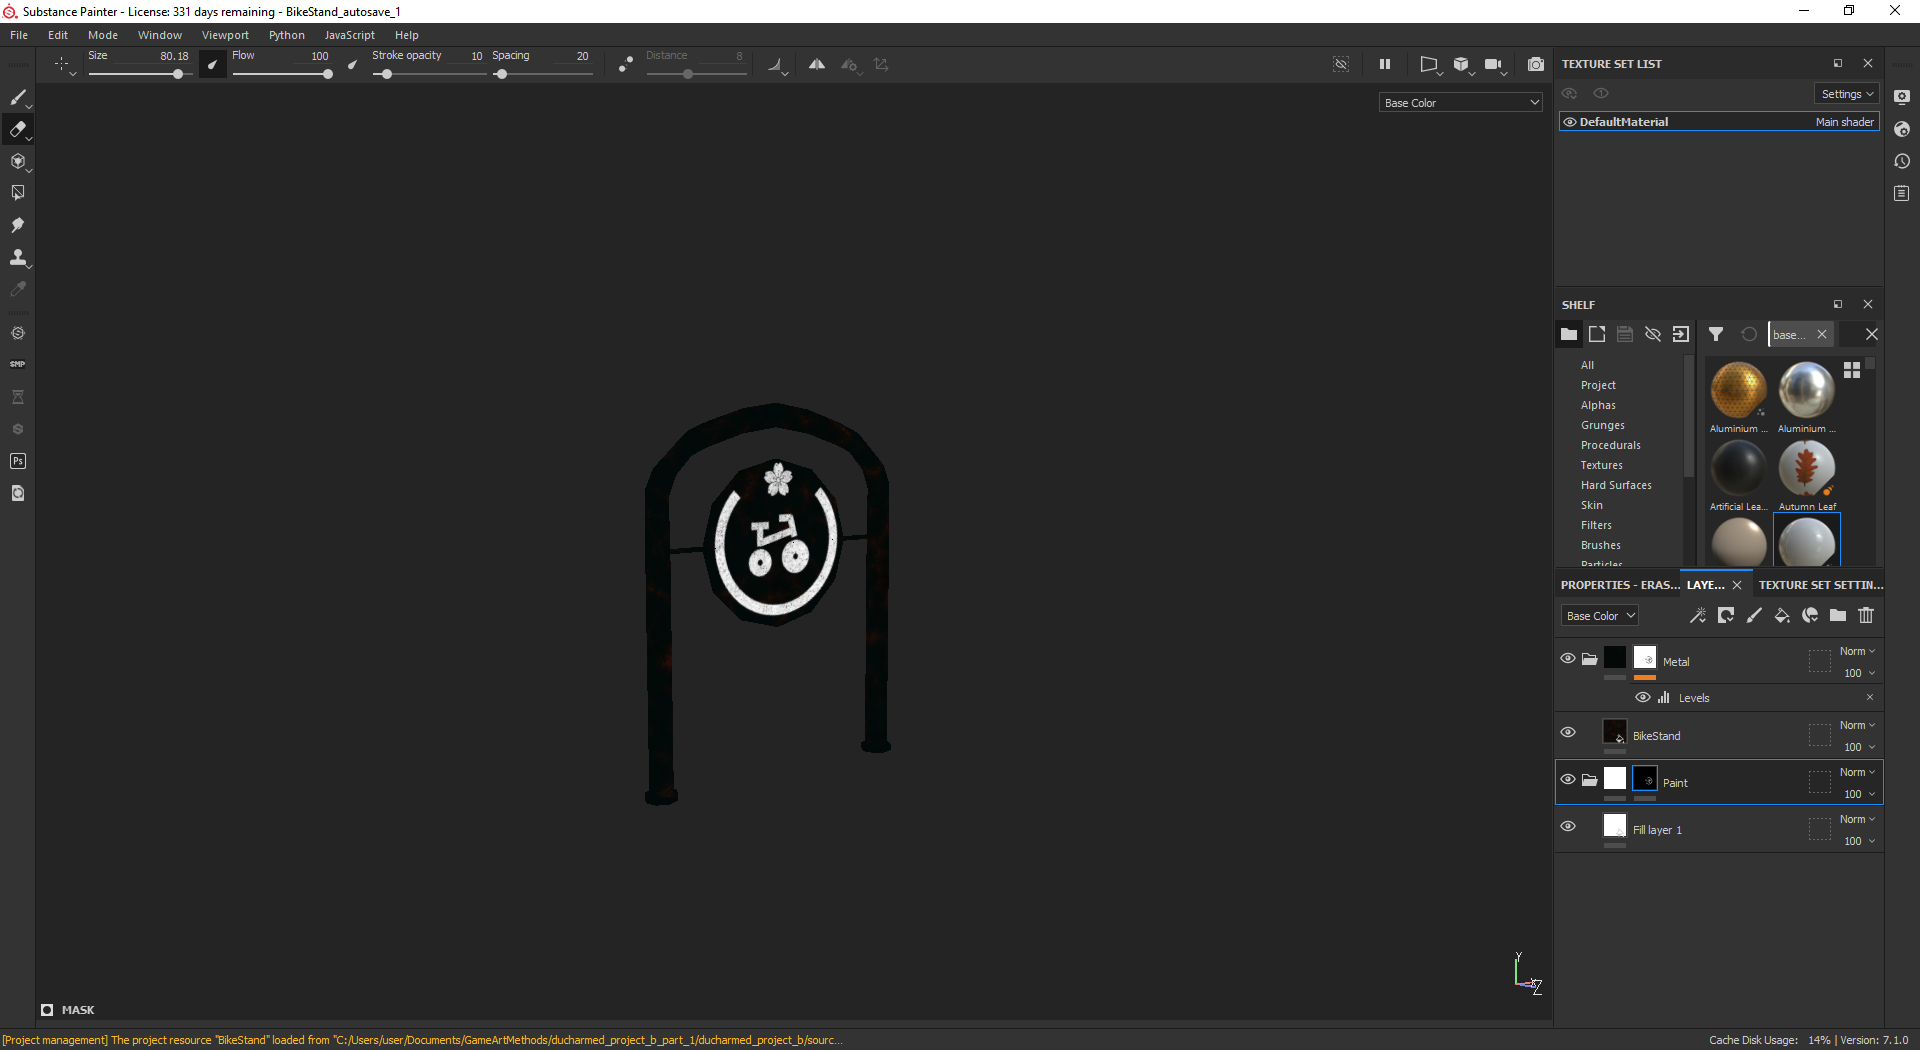 Substance Painter - License: 331 days remaining - BikeStand_autosave_1
File Edit Mode Window Viewport Python JavaScript Help
Size 80.18 Flow 100 Stroke opacity 10 Spacing 20 Distance 8
Base Color
TEXTURE SET LIST
Settings
DefaultMaterial Main shader
SHELF
base...
All
Project
Alphas
Grunges
Procedurals
Textures
Hard Surfaces
Skin
Filters
Brushes
Particles
Aluminium ... Aluminium ...
Artificial Lea... Autumn Leaf
SMP
Ps
PROPERTIES - ERAS... LAYE... TEXTURE SET SETTIN...
Base Color
Metal Norm
100
Levels
BikeStand Norm
100
Paint Norm
100
Fill layer 1 Norm
100
Y
X
Z
MASK
[Project management] The project resource "BikeStand" loaded from "C:/Users/user/Documents/GameArtMethods/ducharmed_project_b_part_1/ducharmed_project_b/sourc...
Cache Disk Usage: 14% | Version: 7.1.0